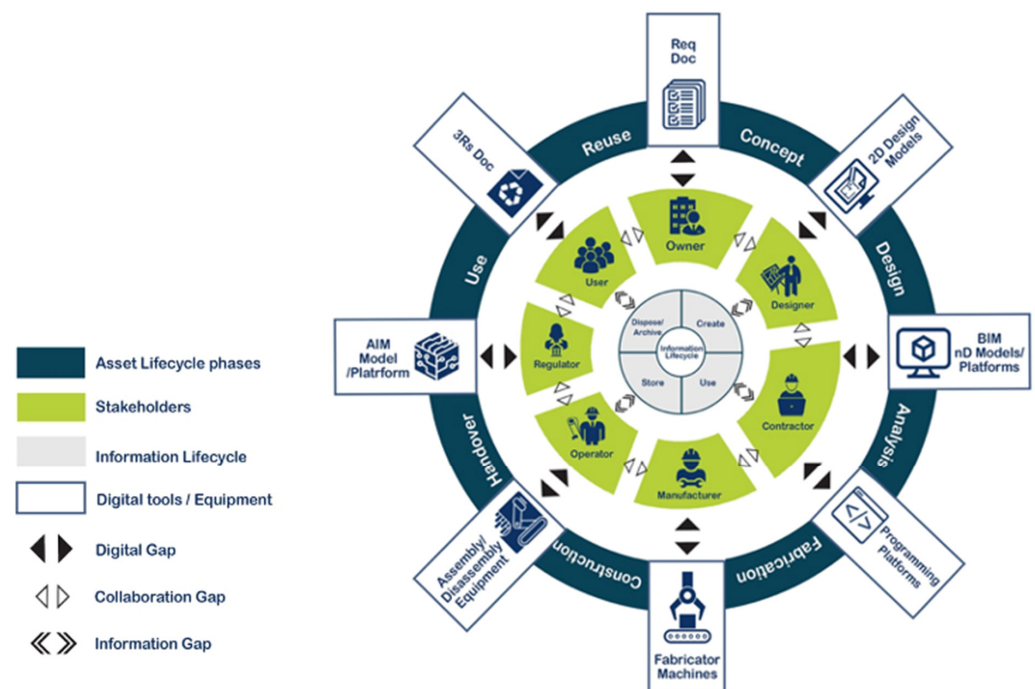 Req
Doc
Concept
2D Design
Models
Design
BIM
nD Models/
Platforms
Analysis
Programming
Platforms
Fabrication
Fabricator
Machines
Construction
Assembly/
Disassembly
Equipment
Handover
AIM
Model
/Platrform
Use
3Rs Doc
Reuse
Owner
Designer
Contractor
Manufacturer
Operator
Regulator
User
Information
Lifecycle
Create
Use
Store
Dispose/
Archive
Asset Lifecycle phases
Stakeholders
Information Lifecycle
Digital tools / Equipment
Digital Gap
Collaboration Gap
Information Gap